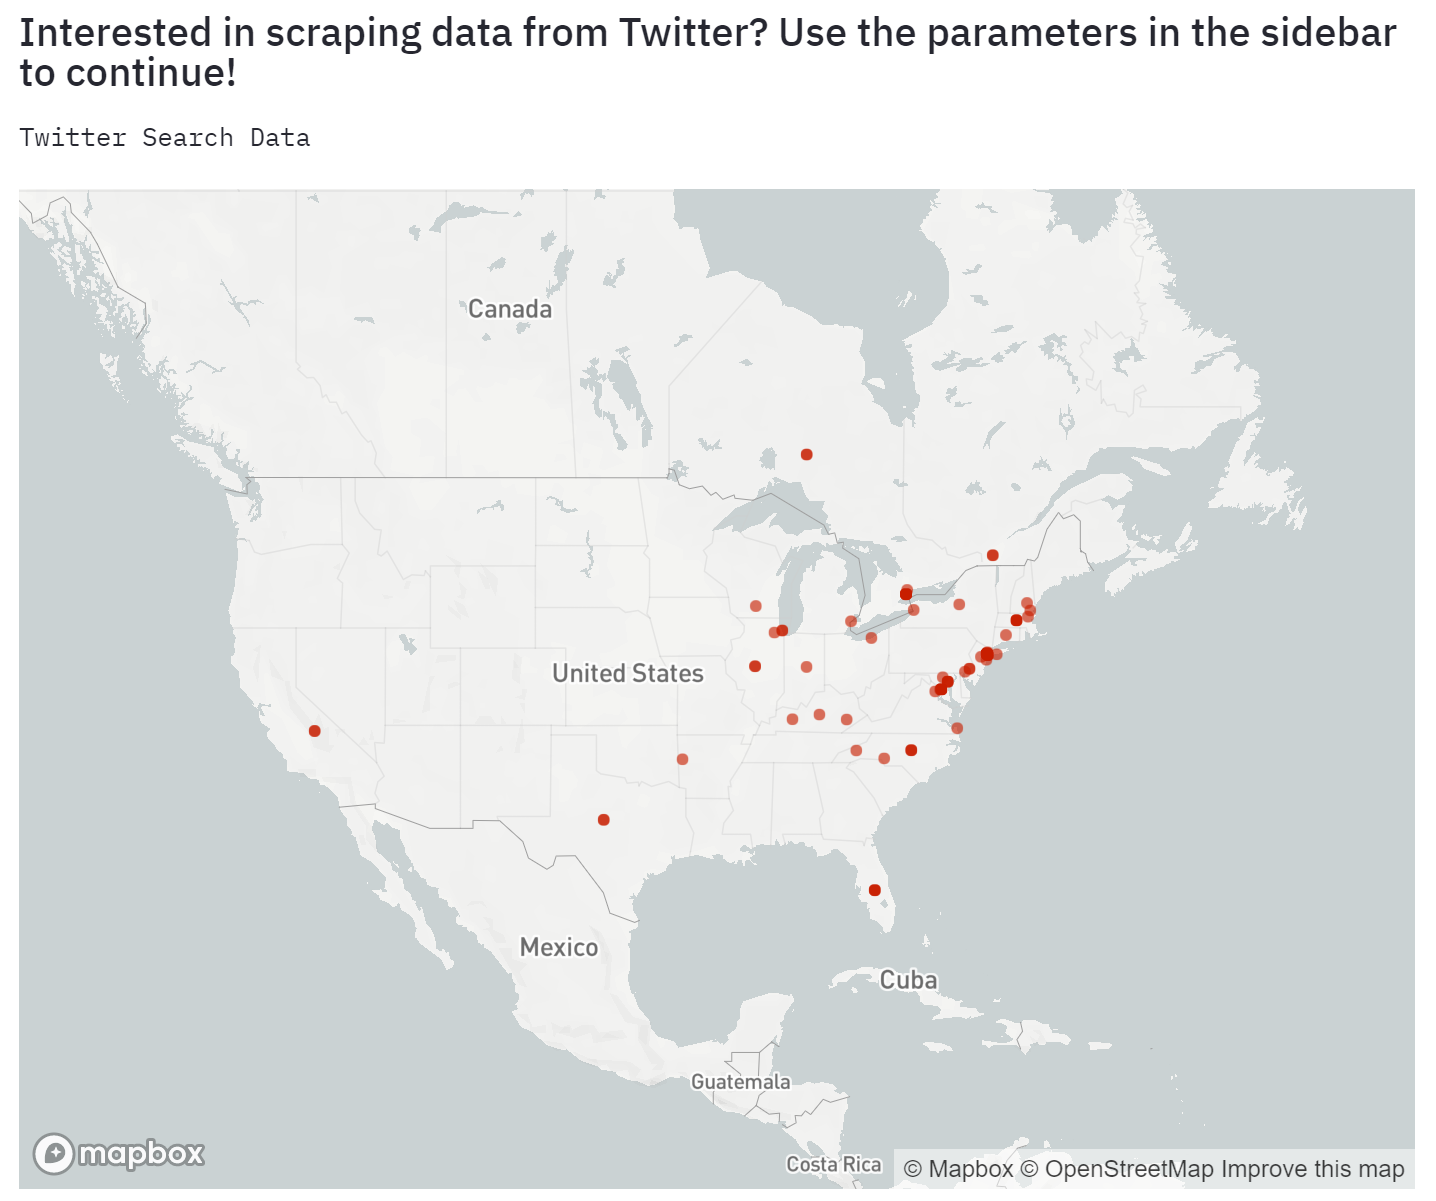 Interested in scraping data from Twitter? Use the parameters in the sidebar
to continue!
Twitter Search Data
Canada
United States
Mexico
Cuba
Guatemala
Costa Rica
mapbox
© Mapbox © OpenStreetMap Improve this map